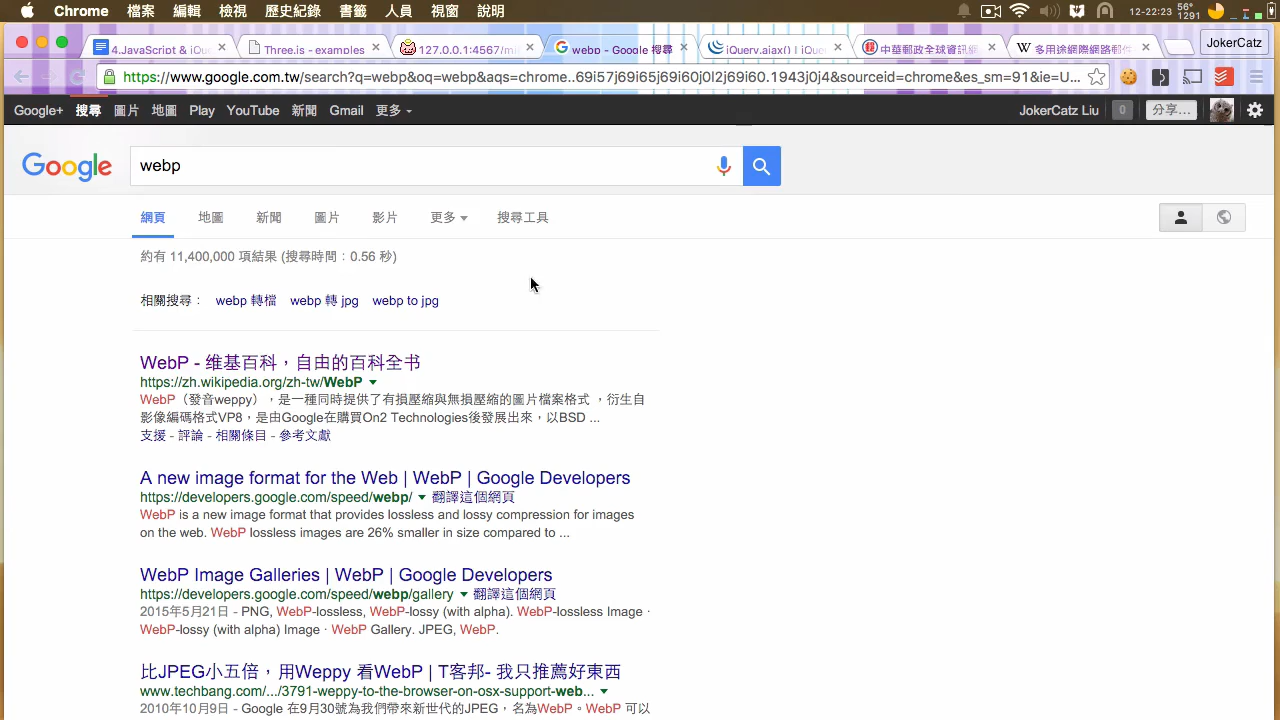 Chrome 檔案 編輯 檢視 歷史紀錄 書籤 人員 視窗 說明 56° 1291 12-22:23
4.JavaScript & iQu Three.js - examples 127.0.0.1:4567/ webp - Google 搜尋 jQuery.ajax() | jQue 中華郵政全球資訊網 多用途網際網路郵件 JokerCatz
https://www.google.com.tw/search?q=webp&oq=webp&aqs=chrome..69i57j69i65j69i60j0l2j69i60.19430j4&sourceid=chrome&es_sm=91&ie=U...
Google+ 搜尋 圖片 地圖 Play YouTube 新聞 Gmail 更多 JokerCatz Liu 0 分享…
Google webp
網頁 地圖 新聞 圖片 影片 更多 搜尋工具
約有 11,400,000 項結果 (搜尋時間：0.56 秒)
相關搜尋： webp 轉檔 webp 轉 jpg webp to jpg
WebP - 维基百科，自由的百科全书
https://zh.wikipedia.org/zh-tw/WebP
WebP（發音weppy），是一種同時提供了有損壓縮與無損壓縮的圖片檔案格式 ，衍生自
影像編碼格式VP8，是由Google在購買On2 Technologies後發展出來，以BSD ...
支援 - 評論 - 相關條目 - 參考文獻
A new image format for the Web | WebP | Google Developers
https://developers.google.com/speed/webp/ 翻譯這個網頁
WebP is a new image format that provides lossless and lossy compression for images
on the web. WebP lossless images are 26% smaller in size compared to ...
WebP Image Galleries | WebP | Google Developers
https://developers.google.com/speed/webp/gallery 翻譯這個網頁
2015年5月21日 - PNG, WebP-lossless, WebP-lossy (with alpha). WebP-lossless Image ·
WebP-lossy (with alpha) Image · WebP Gallery. JPEG, WebP.
比JPEG小五倍，用Weppy 看WebP | T客邦- 我只推薦好東西
www.techbang.com/.../3791-weppy-to-the-browser-on-osx-support-web...
2010年10月9日 - Google 在9月30號為我們帶來新世代的JPEG，名為WebP。WebP 可以